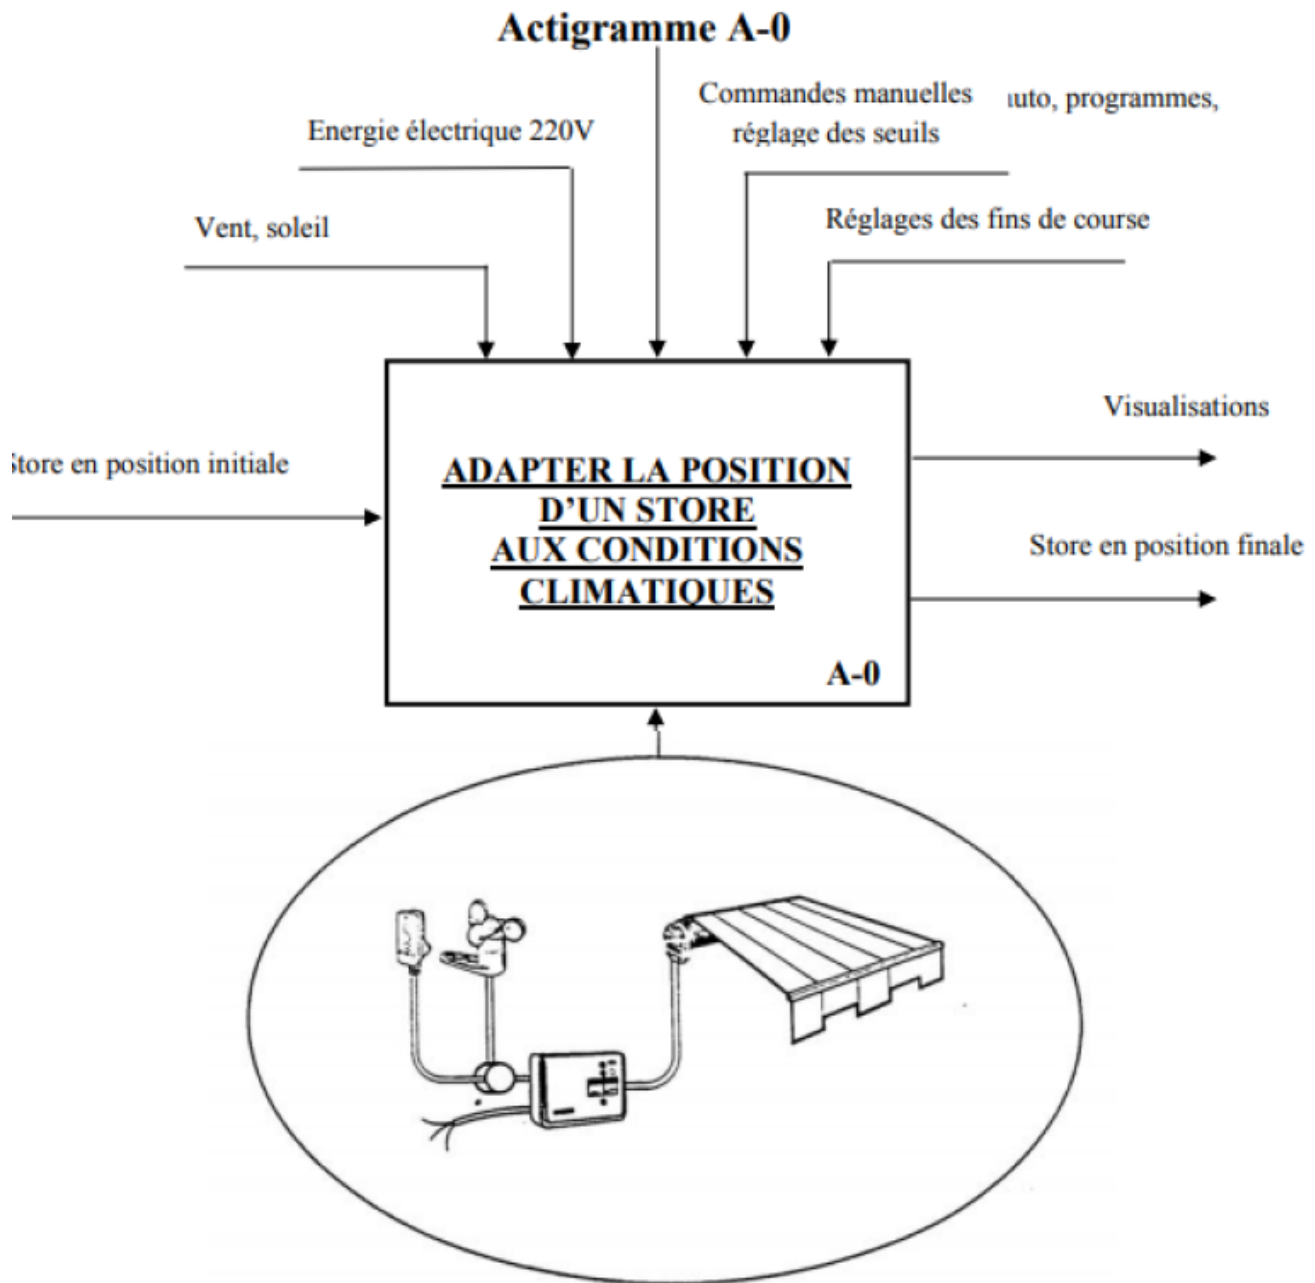 Actigramme A-0
Commandes manuelles
uto, programmes,
réglage des seuils
Energie électrique 220V
Vent, soleil
Réglages des fins de course
Visualisations
Store en position initiale
ADAPTER LA POSITION
D'UN STORE
AUX CONDITIONS
CLIMATIQUES
Store en position finale
A-0